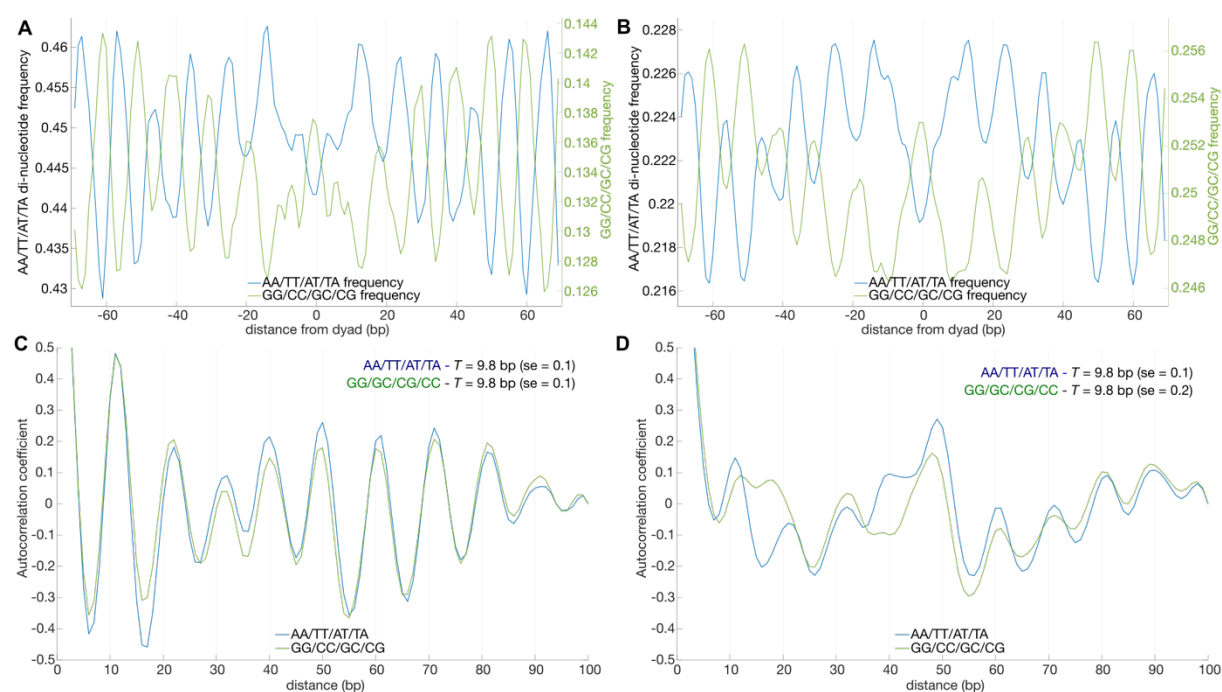 A
AA/TT/AT/TA di-nucleotide frequency
0.46
0.455
0.45
0.445
0.44
0.435
0.43
0.144
0.142
0.14
0.138
0.136
0.134
0.132
0.13
0.128
0.126
GG/CC/GC/CG frequency
AA/TT/AT/TA frequency
GG/CC/GC/CG frequency
-60 -40 -20 0 20 40 60
distance from dyad (bp)
B
AA/TT/AT/TA di-nucleotide frequency
0.228
0.226
0.224
0.222
0.22
0.218
0.216
0.256
0.254
0.252
0.25
0.248
0.246
GG/CC/GC/CG frequency
AA/TT/AT/TA frequency
GG/CC/GC/CG frequency
-60 -40 -20 0 20 40 60
distance from dyad (bp)
C
Autocorrelation coefficient
0.5
0.4
0.3
0.2
0.1
0
-0.1
-0.2
-0.3
-0.4
-0.5
AA/TT/AT/TA - T = 9.8 bp (se = 0.1)
GG/GC/CG/CC - T = 9.8 bp (se = 0.1)
AA/TT/AT/TA
GG/CC/GC/CG
0 10 20 30 40 50 60 70 80 90 100
distance (bp)
D
Autocorrelation coefficient
0.5
0.4
0.3
0.2
0.1
0
-0.1
-0.2
-0.3
-0.4
-0.5
AA/TT/AT/TA - T = 9.8 bp (se = 0.1)
GG/GC/CG/CC - T = 9.8 bp (se = 0.2)
AA/TT/AT/TA
GG/CC/GC/CG
0 10 20 30 40 50 60 70 80 90 100
distance (bp)